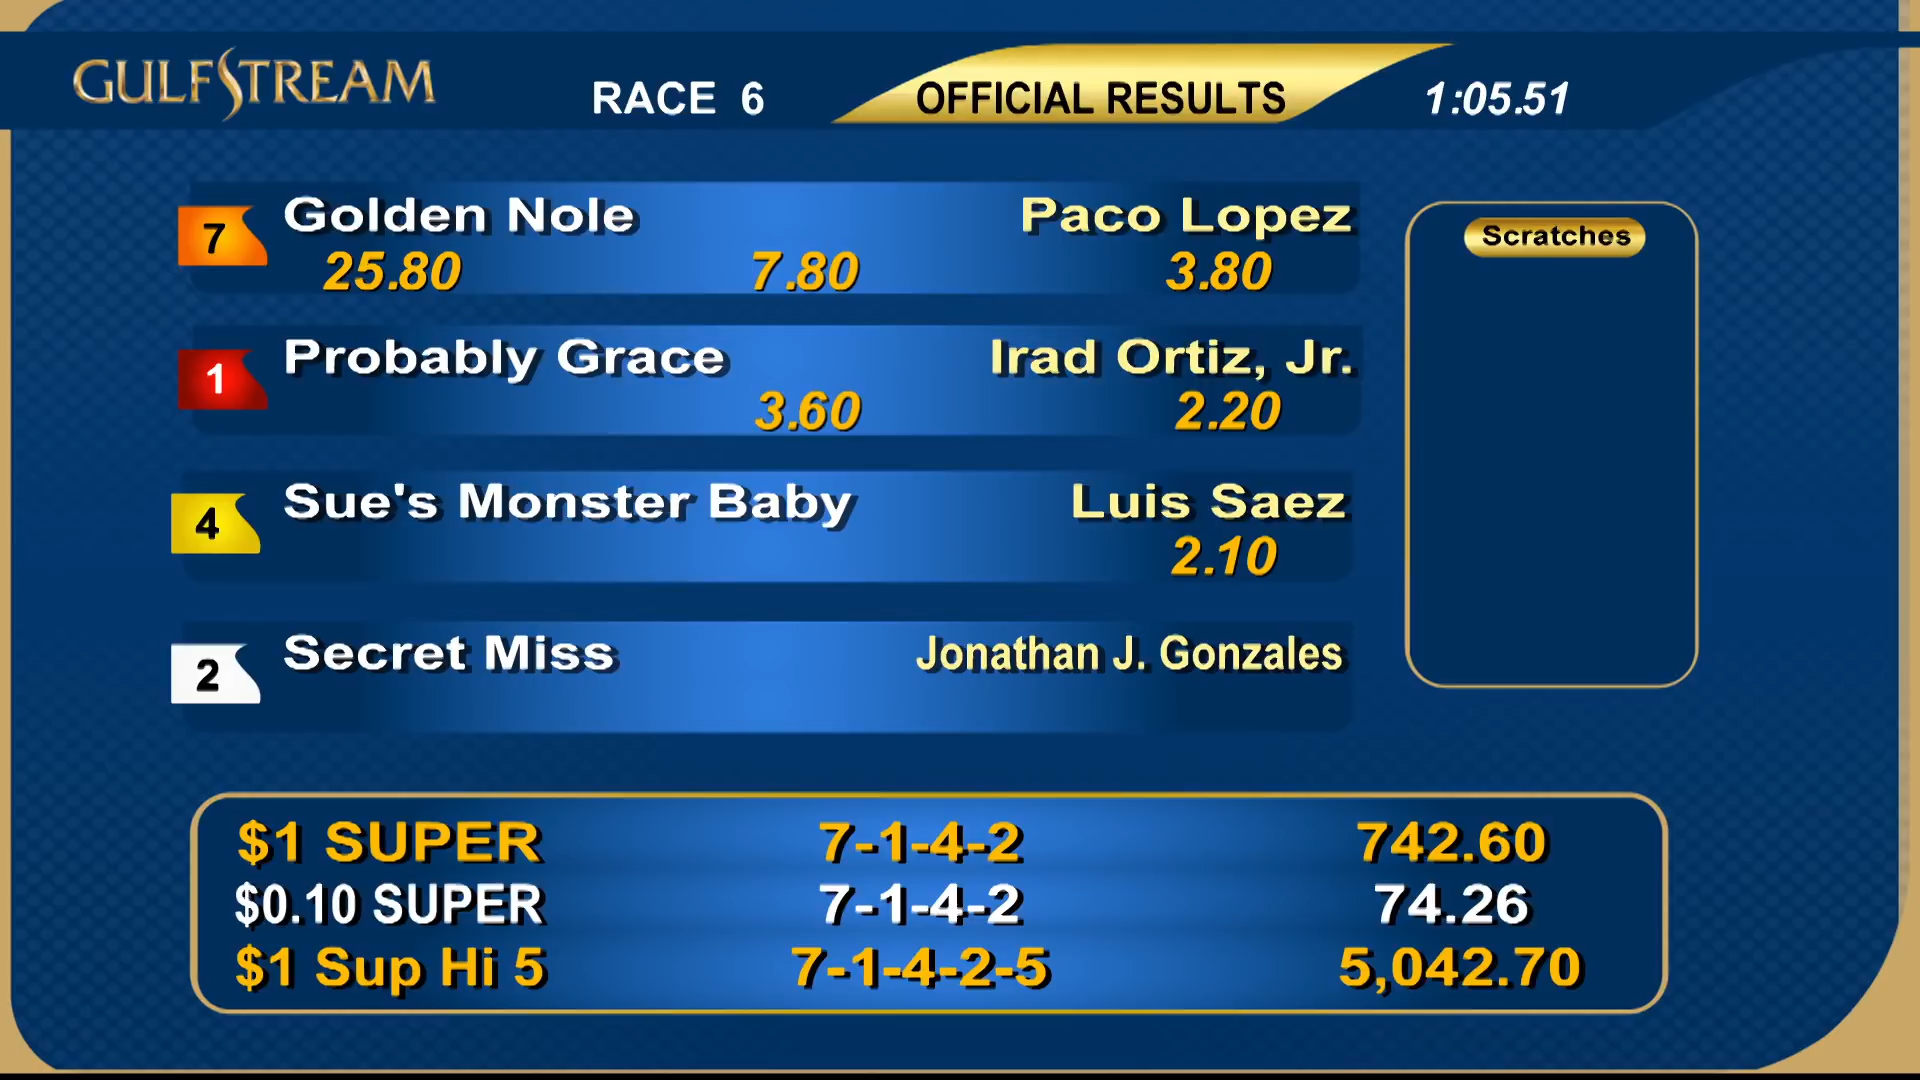 GULFSTREAM RACE 6 OFFICIAL RESULTS 1:05.51
7 Golden Nole Paco Lopez
25.80 7.80 3.80
Scratches
1 Probably Grace Irad Ortiz, Jr.
3.60 2.20
4 Sue's Monster Baby Luis Saez
2.10
2 Secret Miss Jonathan J. Gonzales
$1 SUPER 7-1-4-2 742.60
$0.10 SUPER 7-1-4-2 74.26
$1 Sup Hi 5 7-1-4-2-5 5,042.70